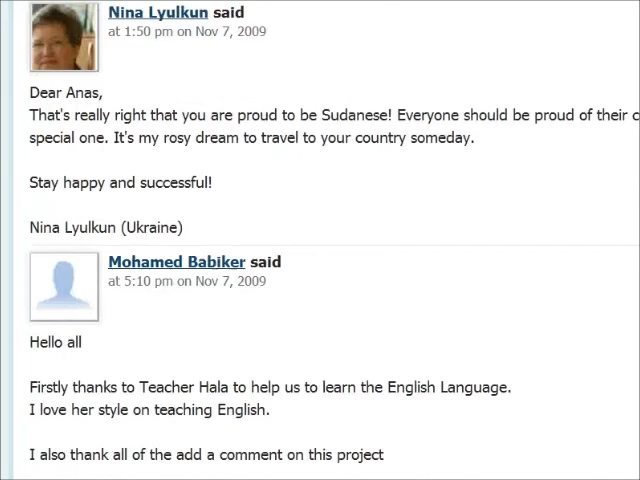 Nina Lyulkun said
at 1:50 pm on Nov 7, 2009
Dear Anas,
That's really right that you are proud to be Sudanese! Everyone should be proud of their c
special one. It's my rosy dream to travel to your country someday.
Stay happy and successful!
Nina Lyulkun (Ukraine)
Mohamed Babiker said
at 5:10 pm on Nov 7, 2009
Hello all
Firstly thanks to Teacher Hala to help us to learn the English Language.
I love her style on teaching English.
I also thank all of the add a comment on this project